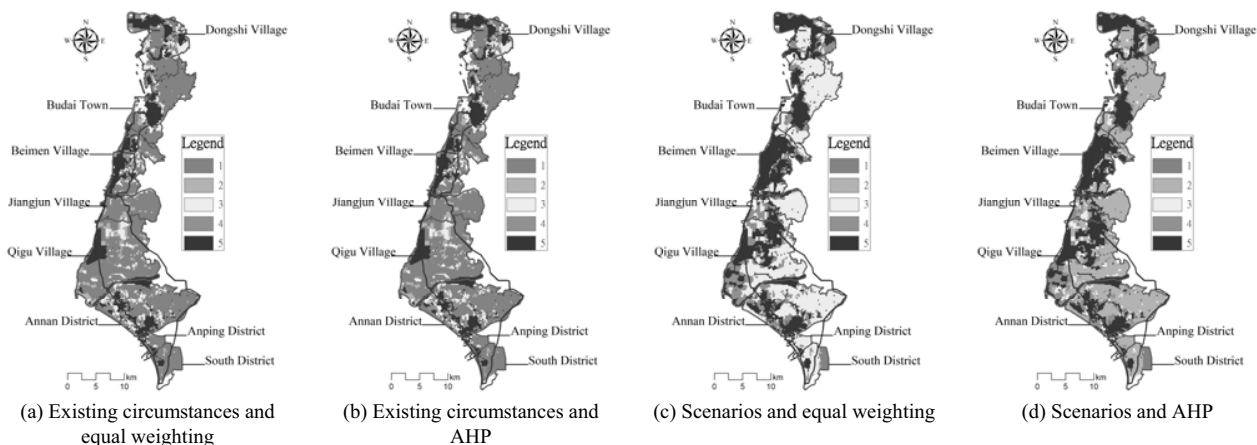 N
W E
S
Dongshi Village
Budai Town
Beimen Village
Legend
1
2
3
4
5
Jiangjun Village
Qigu Village
Annan District
Anping District
South District
0 5 10 km
(a) Existing circumstances and
equal weighting
N
W E
S
Dongshi Village
Budai Town
Beimen Village
Legend
1
2
3
4
5
Jiangjun Village
Qigu Village
Annan District
Anping District
South District
0 5 10 km
(b) Existing circumstances and
AHP
N
W E
S
Dongshi Village
Budai Town
Beimen Village
Legend
1
2
3
4
5
Jiangjun Village
Qigu Village
Annan District
Anping District
South District
0 5 10 km
(c) Scenarios and equal weighting
N
W E
S
Dongshi Village
Budai Town
Beimen Village
Legend
1
2
3
4
5
Jiangjun Village
Qigu Village
Annan District
Anping District
South District
0 5 10 km
(d) Scenarios and AHP